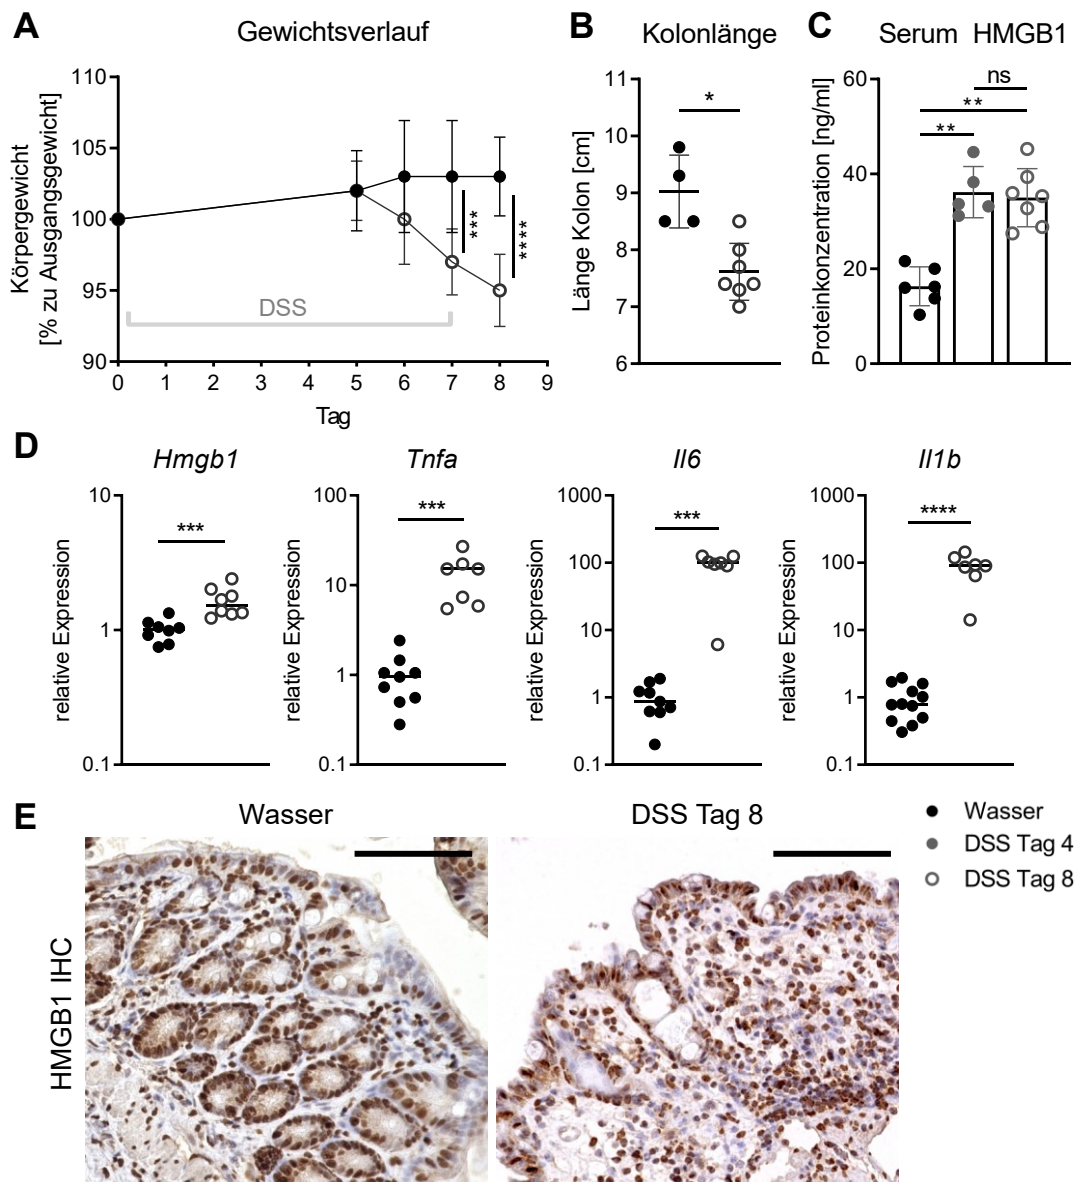 A
Gewichtsverlauf
Körpergewicht
[% zu Ausgangsgewicht]
110
105
100
95
90
***
****
DSS
0 1 2 3 4 5 6 7 8 9
Tag
B
Kolonlänge
Länge Kolon [cm]
11
10
9
8
7
6
*
C
Serum HMGB1
Proteinkonzentration [ng/ml]
60
40
20
0
ns
**
**
D
Hmgb1
relative Expression
10
1
0.1
***
Tnfa
relative Expression
100
10
1
0.1
***
Il6
relative Expression
1000
100
10
1
0.1
***
Il1b
relative Expression
1000
100
10
1
0.1
****
E
Wasser
DSS Tag 8
HMGB1 IHC
Wasser
DSS Tag 4
DSS Tag 8